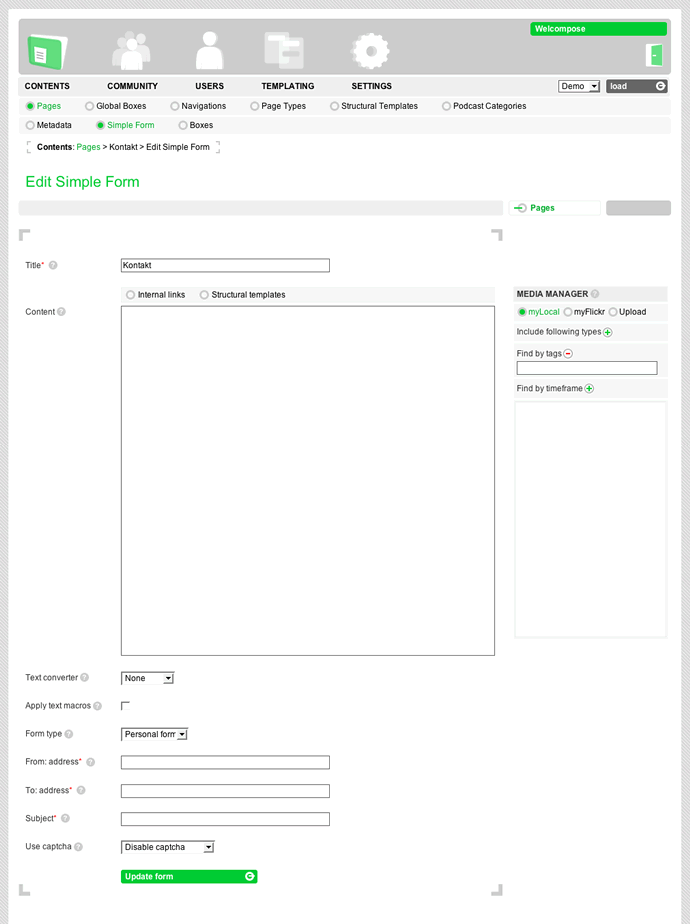 Welcompose
CONTENTS COMMUNITY USERS TEMPLATING SETTINGS Demo load
Pages Global Boxes Navigations Page Types Structural Templates Podcast Categories
Metadata Simple Form Boxes
Contents: Pages > Kontakt > Edit Simple Form
Edit Simple Form
Pages
Title* ? Kontakt
Internal links Structural templates
MEDIA MANAGER ?
Content ?
myLocal myFlickr Upload
Include following types
Find by tags
Find by timeframe
Text converter ? None
Apply text macros ?
Form type ? Personal form
From: address* ?
To: address* ?
Subject* ?
Use captcha ? Disable captcha
Update form